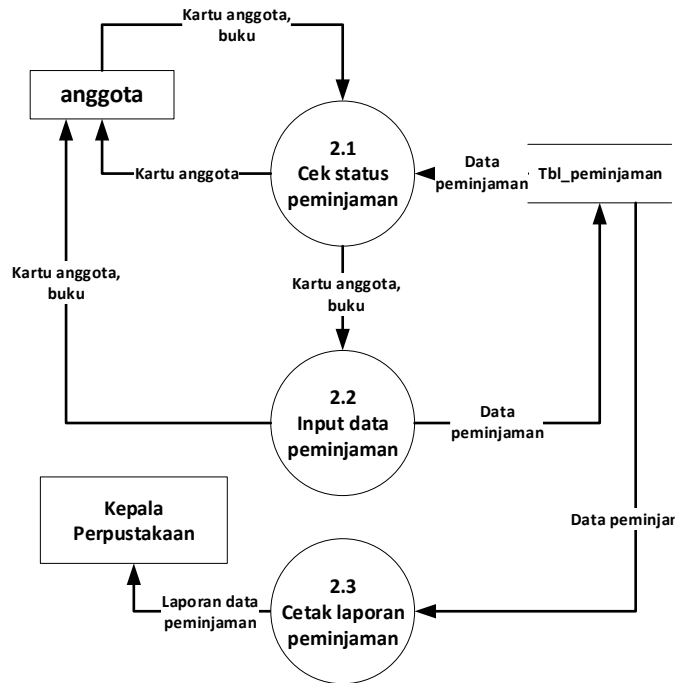 Kartu anggota,
buku
anggota
2.1
Cek status
peminjaman
Kartu anggota
Data
peminjaman
Tbl_peminjaman
Kartu anggota,
buku
Kartu anggota,
buku
2.2
Input data
peminjaman
Data
peminjaman
Kepala
Perpustakaan
Data peminjar
2.3
Cetak laporan
peminjaman
Laporan data
peminjaman